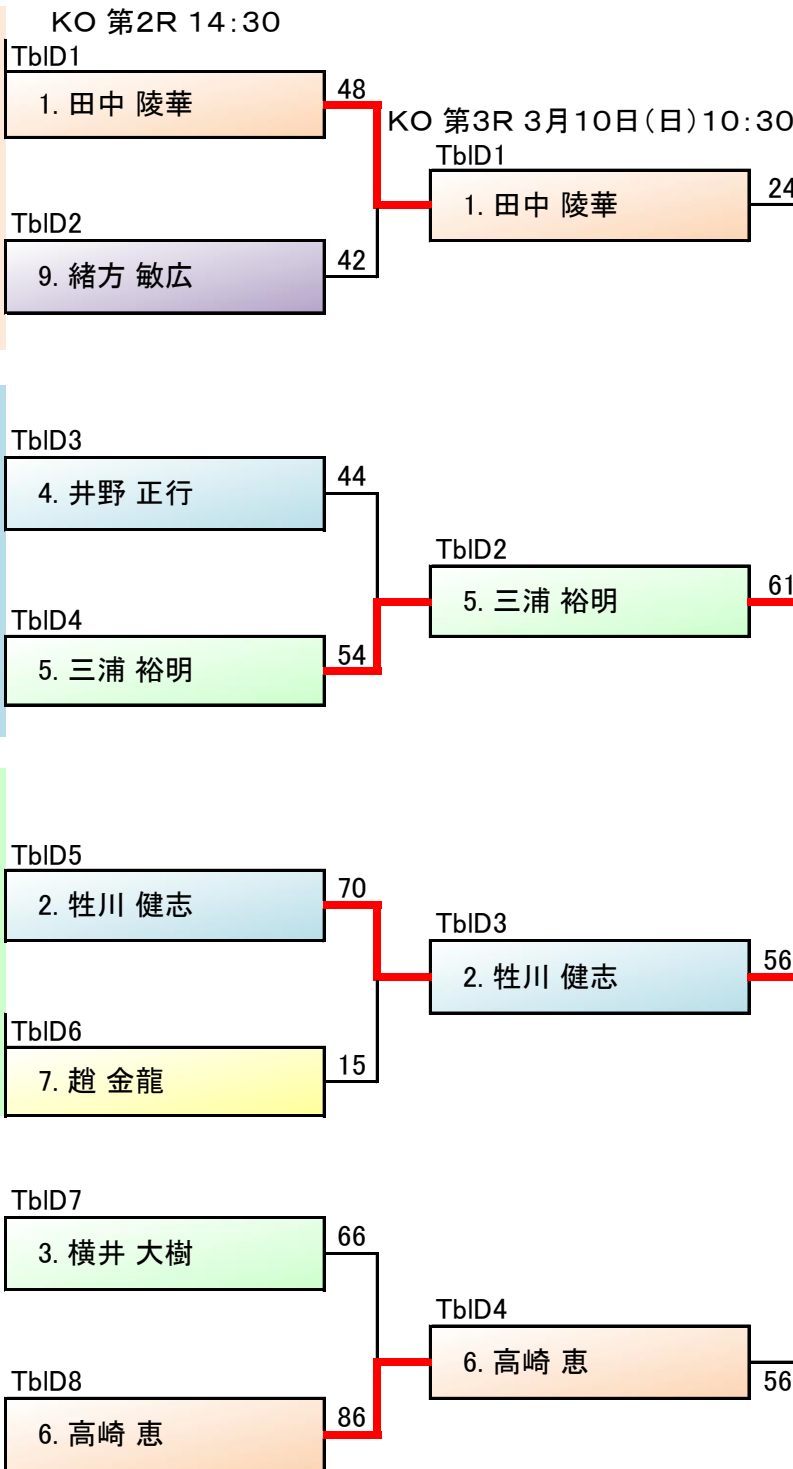 KO 第2R 14:30
TblD1
1. 田中 陵華
48
TblD2
9. 緒方 敏広
42
TblD3
4. 井野 正行
44
TblD4
5. 三浦 裕明
54
TblD5
2. 牲川 健志
70
TblD6
7. 趙 金龍
15
TblD7
3. 横井 大樹
66
TblD8
6. 高崎 恵
86
KO 第3R 3月10日(日)10:30
TblD1
1. 田中 陵華
24
TblD2
5. 三浦 裕明
61
TblD3
2. 牲川 健志
56
TblD4
6. 高崎 恵
56